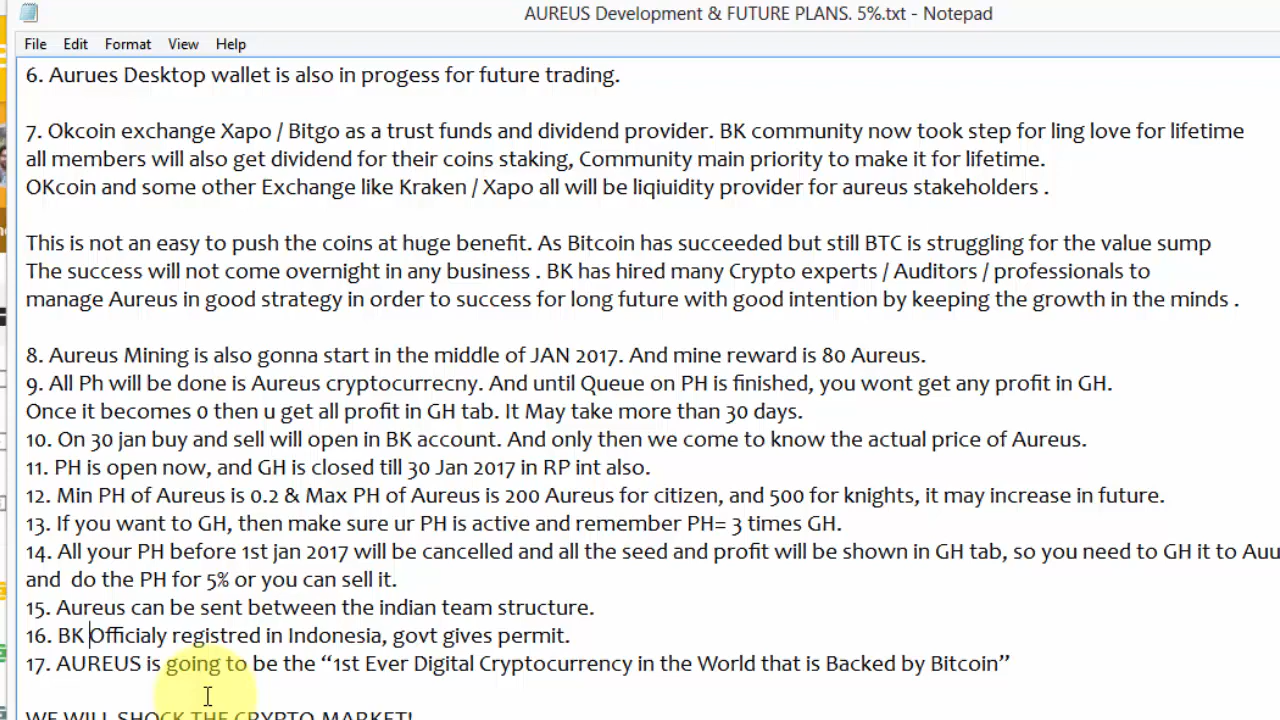 AUREUS Development & FUTURE PLANS. 5%.txt - Notepad
File Edit Format View Help
6. Aurues Desktop wallet is also in progess for future trading.
7. Okcoin exchange Xapo / Bitgo as a trust funds and dividend provider. BK community now took step for ling love for lifetime
all members will also get dividend for their coins staking, Community main priority to make it for lifetime.
OKcoin and some other Exchange like Kraken / Xapo all will be liqiuidity provider for aureus stakeholders .
This is not an easy to push the coins at huge benefit. As Bitcoin has succeeded but still BTC is struggling for the value sump
The success will not come overnight in any business . BK has hired many Crypto experts / Auditors / professionals to
manage Aureus in good strategy in order to success for long future with good intention by keeping the growth in the minds .
8. Aureus Mining is also gonna start in the middle of JAN 2017. And mine reward is 80 Aureus.
9. All Ph will be done is Aureus cryptocurrecny. And until Queue on PH is finished, you wont get any profit in GH.
Once it becomes 0 then u get all profit in GH tab. It May take more than 30 days.
10. On 30 jan buy and sell will open in BK account. And only then we come to know the actual price of Aureus.
11. PH is open now, and GH is closed till 30 Jan 2017 in RP int also.
12. Min PH of Aureus is 0.2 & Max PH of Aureus is 200 Aureus for citizen, and 500 for knights, it may increase in future.
13. If you want to GH, then make sure ur PH is active and remember PH= 3 times GH.
14. All your PH before 1st jan 2017 will be cancelled and all the seed and profit will be shown in GH tab, so you need to GH it to Auu
and do the PH for 5% or you can sell it.
15. Aureus can be sent between the indian team structure.
16. BK Officialy registred in Indonesia, govt gives permit.
17. AUREUS is going to be the “1st Ever Digital Cryptocurrency in the World that is Backed by Bitcoin”
WE WILL SHOCK THE CRYPTO MARKET!